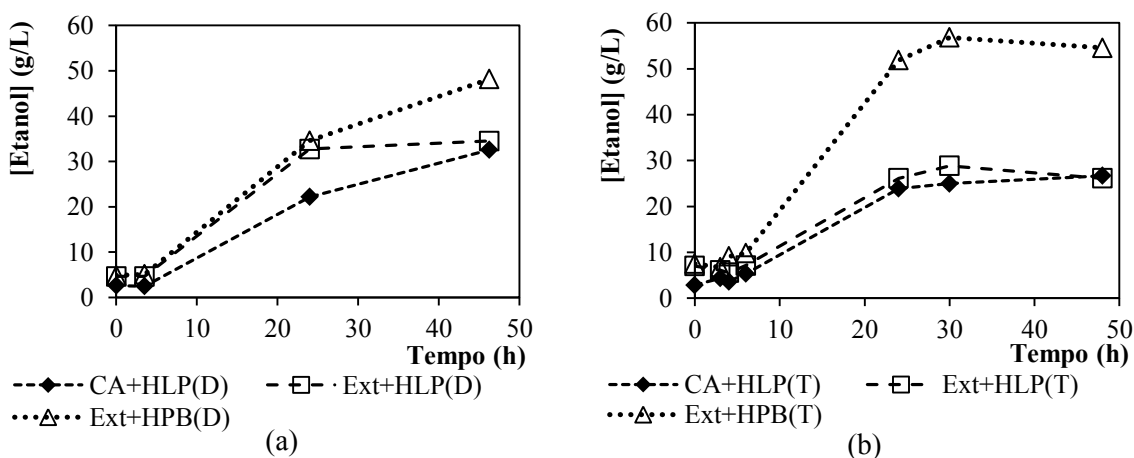 [Etanol] (g/L)
60
50
40
30
20
10
0
0 10 20 30 40 50
Tempo (h)
CA+HLP(D) Ext+HLP(D)
Ext+HPB(D)
(a)
[Etanol] (g/L)
60
50
40
30
20
10
0
0 10 20 30 40 50
Tempo (h)
CA+HLP(T) Ext+HLP(T)
Ext+HPB(T)
(b)